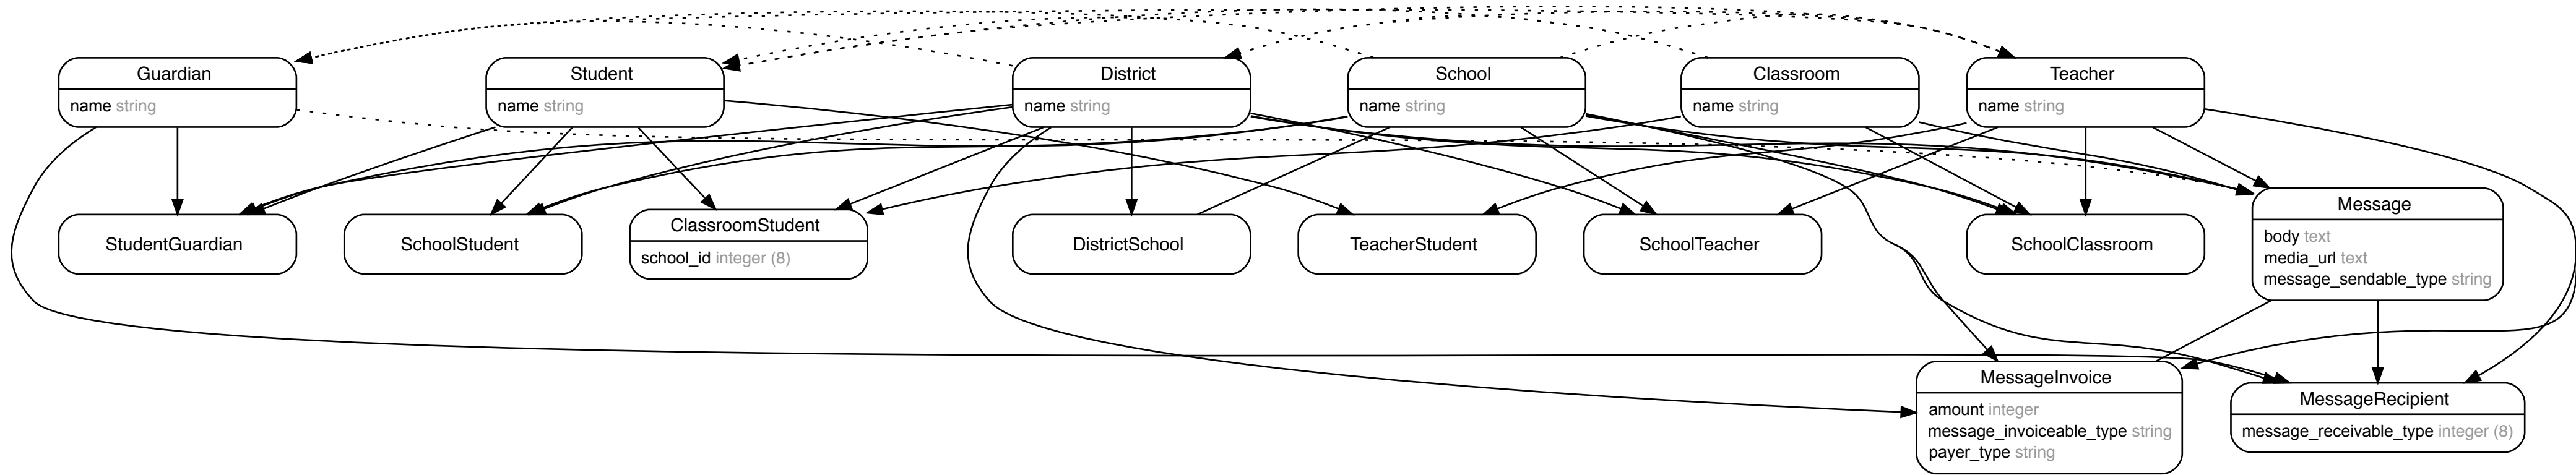 Guardian
name string
Student
name string
District
name string
School
name string
Classroom
name string
Teacher
name string
StudentGuardian
SchoolStudent
ClassroomStudent
school_id integer (8)
DistrictSchool
TeacherStudent
SchoolTeacher
SchoolClassroom
Message
body text
media_url text
message_sendable_type string
MessageInvoice
amount integer
message_invoiceable_type string
payer_type string
MessageRecipient
message_receivable_type integer (8)